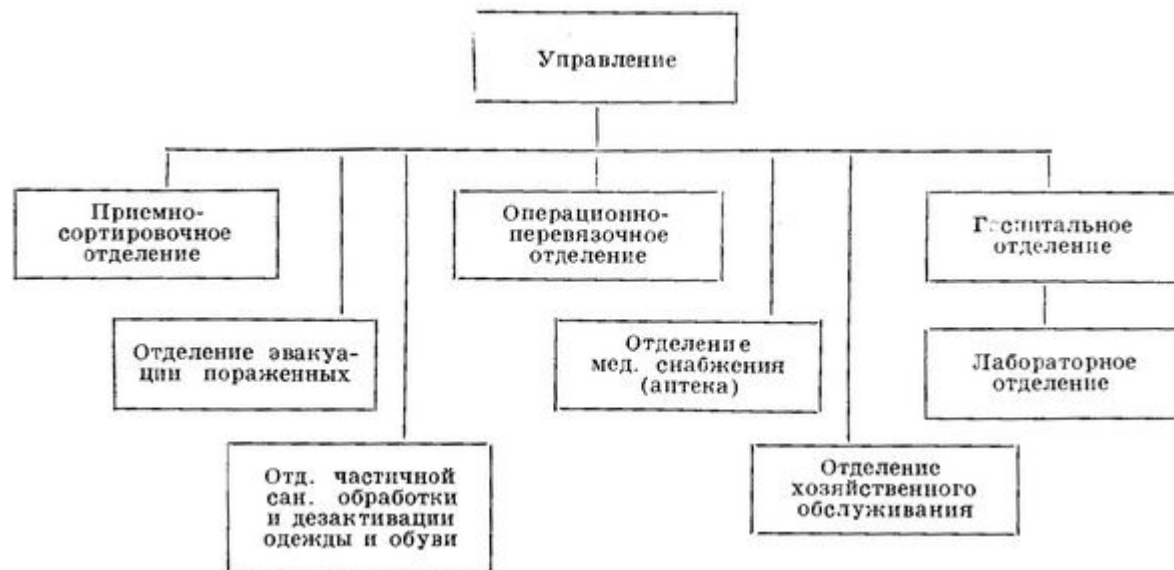 Управление
Приемно-
сортировочное
отделение
Операционно-
перевязочное
отделение
Госпитальное
отделение
Отделение эвакуа-
ции пораженных
Отделение
мед. снабжения
(аптека)
Лабораторное
отделение
Отд. частичной
сан. обработки
и дезактивации
одежды и обуви
Отделение
хозяйственного
обслуживания